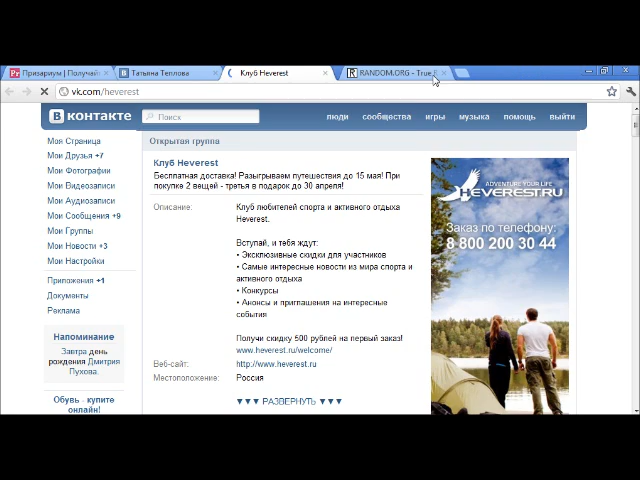 Призариум | Получай
Татьяна Теплова
Клуб Heverest
RANDOM.ORG - True
vk.com/heverest
В контакте
Поиск
люди сообщества игры музыка помощь выйти
Моя Страница
Мои Друзья +7
Мои Фотографии
Мои Видеозаписи
Мои Аудиозаписи
Мои Сообщения +9
Мои Группы
Мои Новости +3
Мои Настройки
Приложения +1
Документы
Реклама
Напоминание
Завтра день
рождения Дмитрия
Пухова.
Обувь - купите
онлайн!
Открытая группа
Клуб Heverest
Бесплатная доставка! Разыгрываем путешествия до 15 мая! При
покупке 2 вещей - третья в подарок до 30 апреля!
Описание:
Клуб любителей спорта и активного отдыха
Heverest.
Вступай, и тебя ждут:
• Эксклюзивные скидки для участников
• Самые интересные новости из мира спорта и
активного отдыха
• Конкурсы
• Анонсы и приглашения на интересные
события
Получи скидку 500 рублей на первый заказ!
www.heverest.ru/welcome/
Веб-сайт: http://www.heverest.ru
Местоположение: Россия
▼▼▼ РАЗВЕРНУТЬ ▼▼▼
ADVENTURE YOUR LIFE
HEVEREST.RU
Заказ по телефону:
8 800 200 30 44